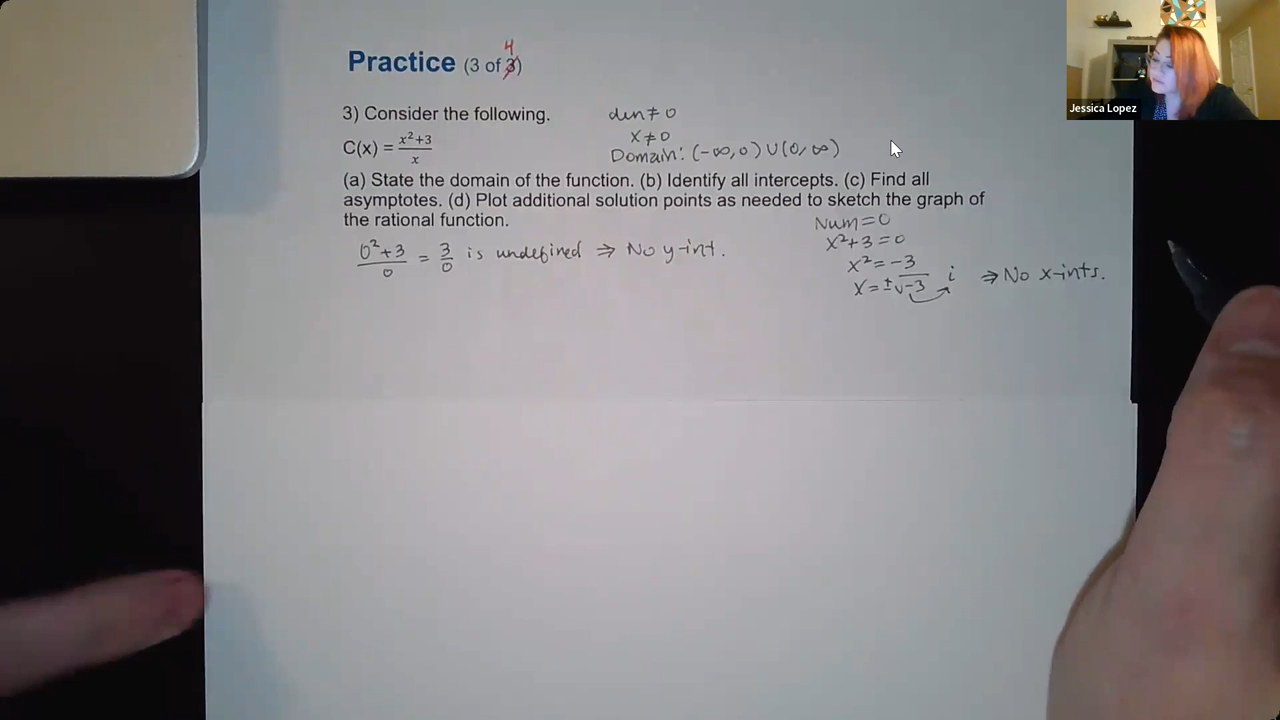 Practice (3 of 3)
4
Jessica Lopez
3) Consider the following.
den ≠ 0
C(x) = x²+3 / x
x ≠ 0
Domain: (-∞, 0) ∪ (0, ∞)
(a) State the domain of the function. (b) Identify all intercepts. (c) Find all
asymptotes. (d) Plot additional solution points as needed to sketch the graph of
the rational function.
0²+3 / 0 = 3/0 is undefined ⇒ No y-int.
Num = 0
x²+3 = 0
x² = -3
x = ±√-3 i ⇒ No x-ints.